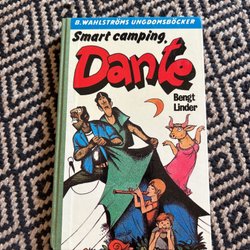 B. WAHLSTRÖMS UNGDOMSBÖCKER
Smart camping,
Dante
Bengt
Linder